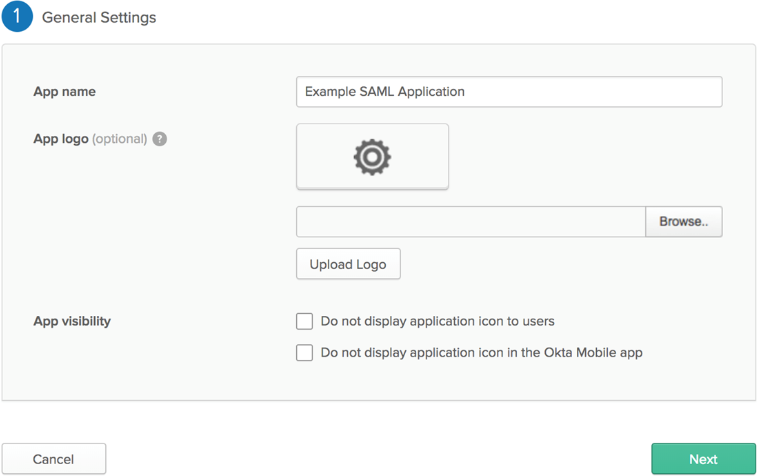 1 General Settings
App name
Example SAML Application
App logo (optional) ?
Browse..
Upload Logo
App visibility
Do not display application icon to users
Do not display application icon in the Okta Mobile app
Cancel
Next